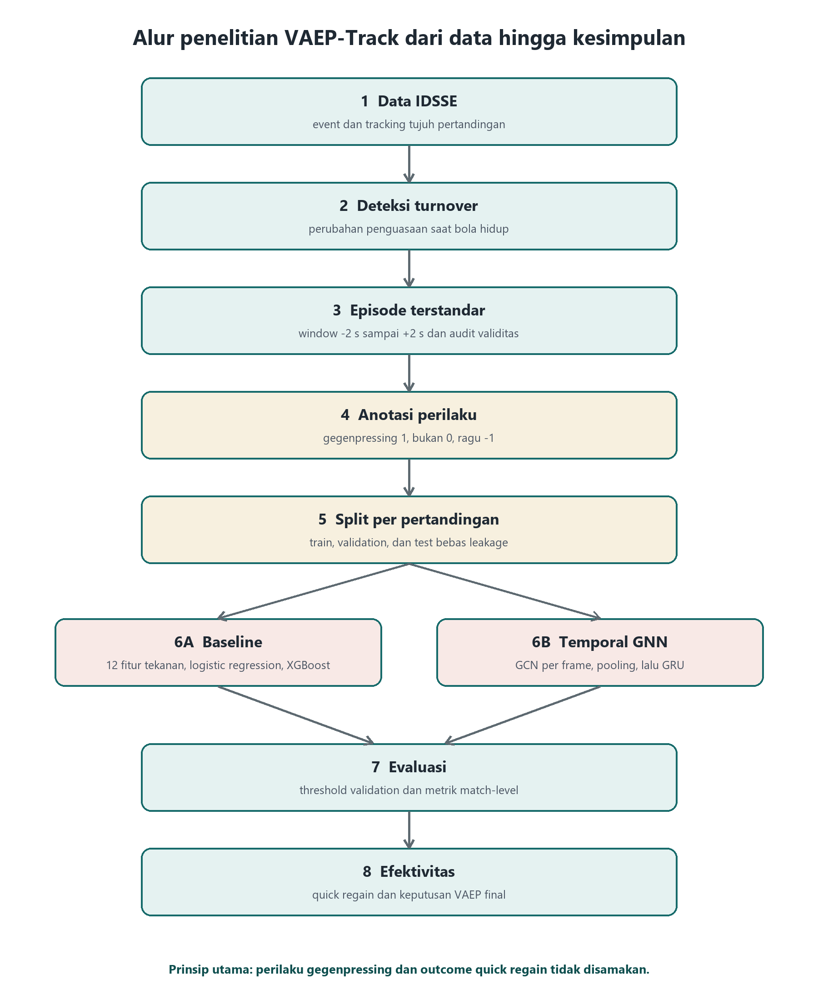 Alur penelitian VAEP-Track dari data hingga kesimpulan
1 Data IDSSE
event dan tracking tujuh pertandingan
2 Deteksi turnover
perubahan penguasaan saat bola hidup
3 Episode terstandar
window -2 s sampai +2 s dan audit validitas
4 Anotasi perilaku
gegenpressing 1, bukan 0, ragu -1
5 Split per pertandingan
train, validation, dan test bebas leakage
6A Baseline
12 fitur tekanan, logistic regression, XGBoost
6B Temporal GNN
GCN per frame, pooling, lalu GRU
7 Evaluasi
threshold validation dan metrik match-level
8 Efektivitas
quick regain dan keputusan VAEP final
Prinsip utama: perilaku gegenpressing dan outcome quick regain tidak disamakan.